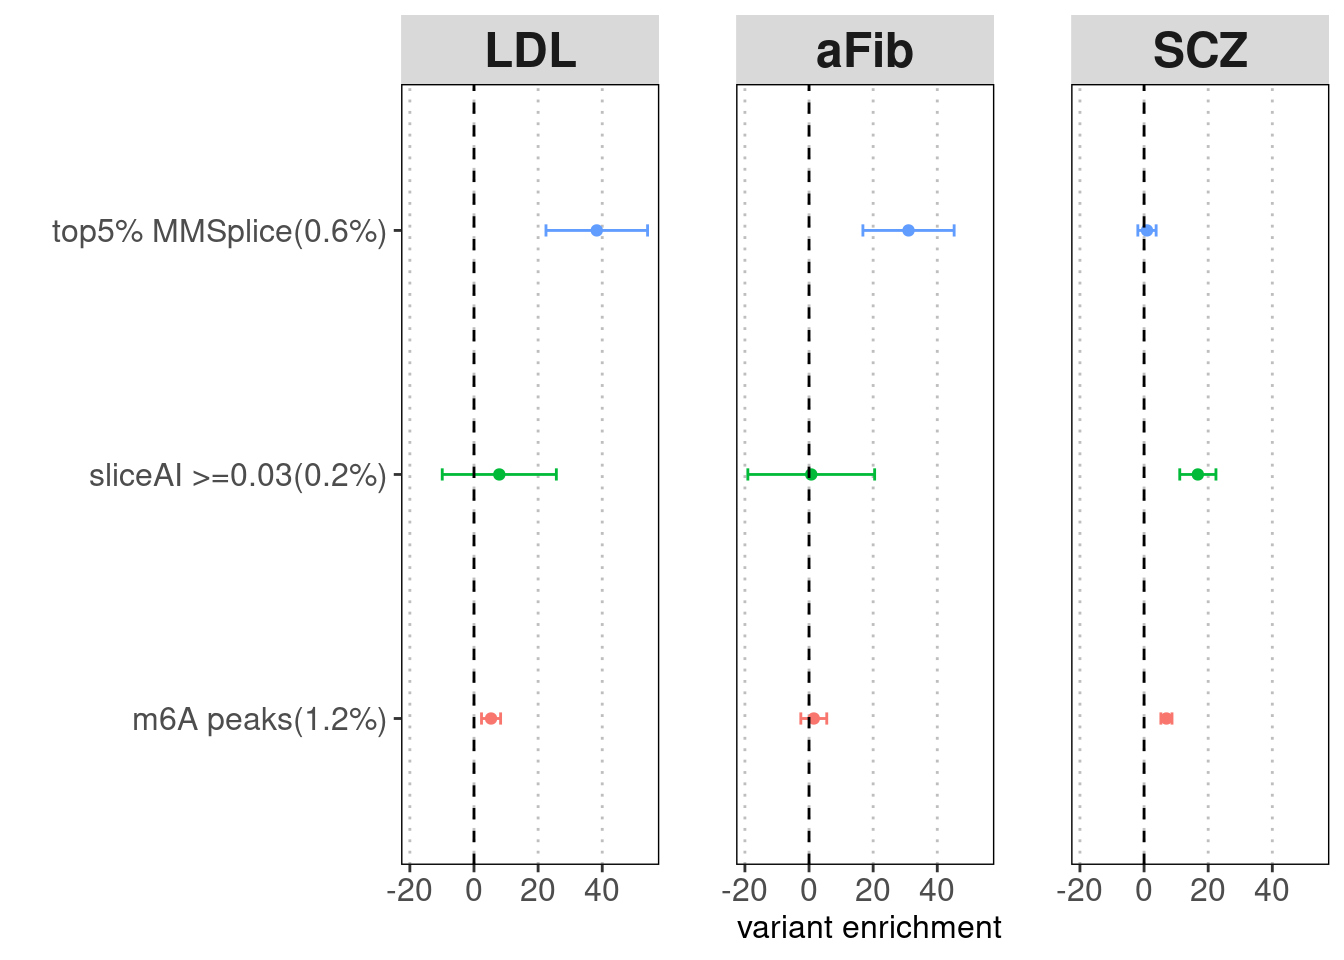 LDL aFib SCZ
top5% MMSplice(0.6%)
sliceAI >=0.03(0.2%)
m6A peaks(1.2%)
-20 0 20 40 -20 0 20 40 -20 0 20 40
variant enrichment